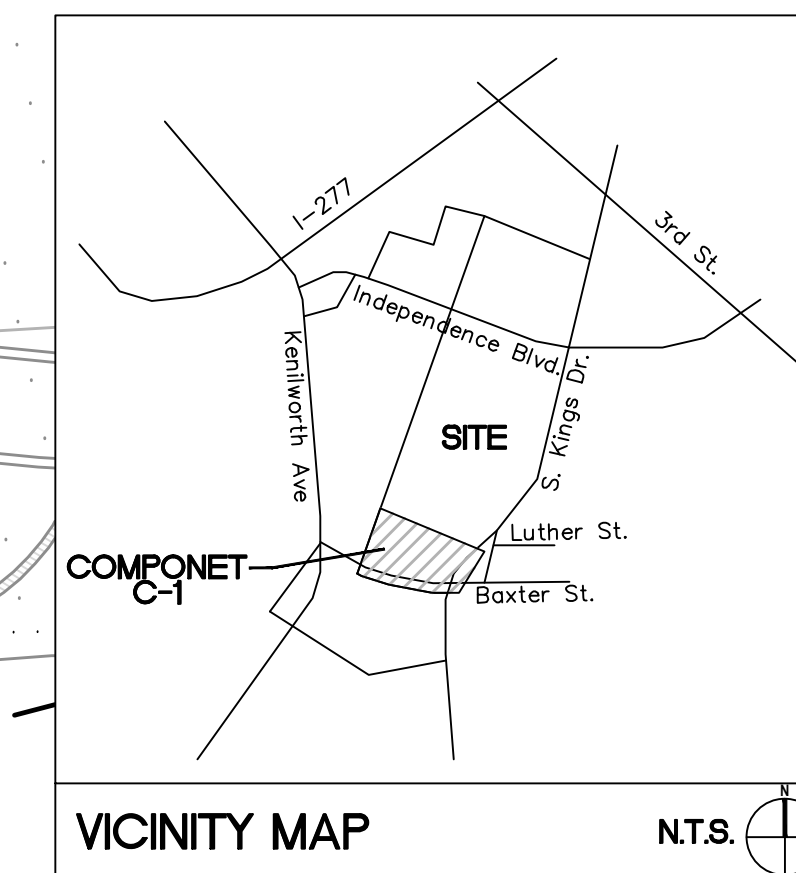 I-277
3rd St.
Independence Blvd.
Kenilworth Ave
S. Kings Dr.
SITE
Luther St.
COMPONET
C-1
Baxter St.
VICINITY MAP
N.T.S.
N